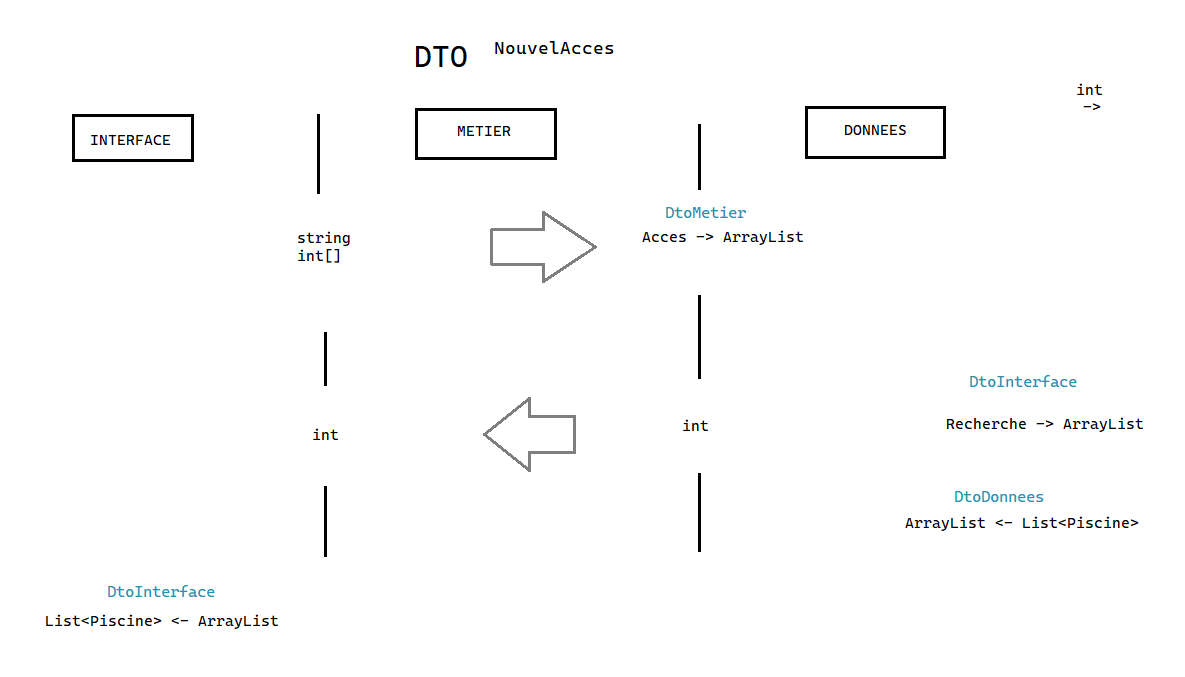 DTO NouvelAcces
int
->
INTERFACE
METIER
DONNEES
DtoMetier
Acces -> ArrayList
string
int[]
DtoInterface
Recherche -> ArrayList
int
int
DtoDonnees
ArrayList <- List<Piscine>
DtoInterface
List<Piscine> <- ArrayList